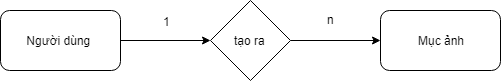 Người dùng
1
tạo ra
n
Mục ảnh